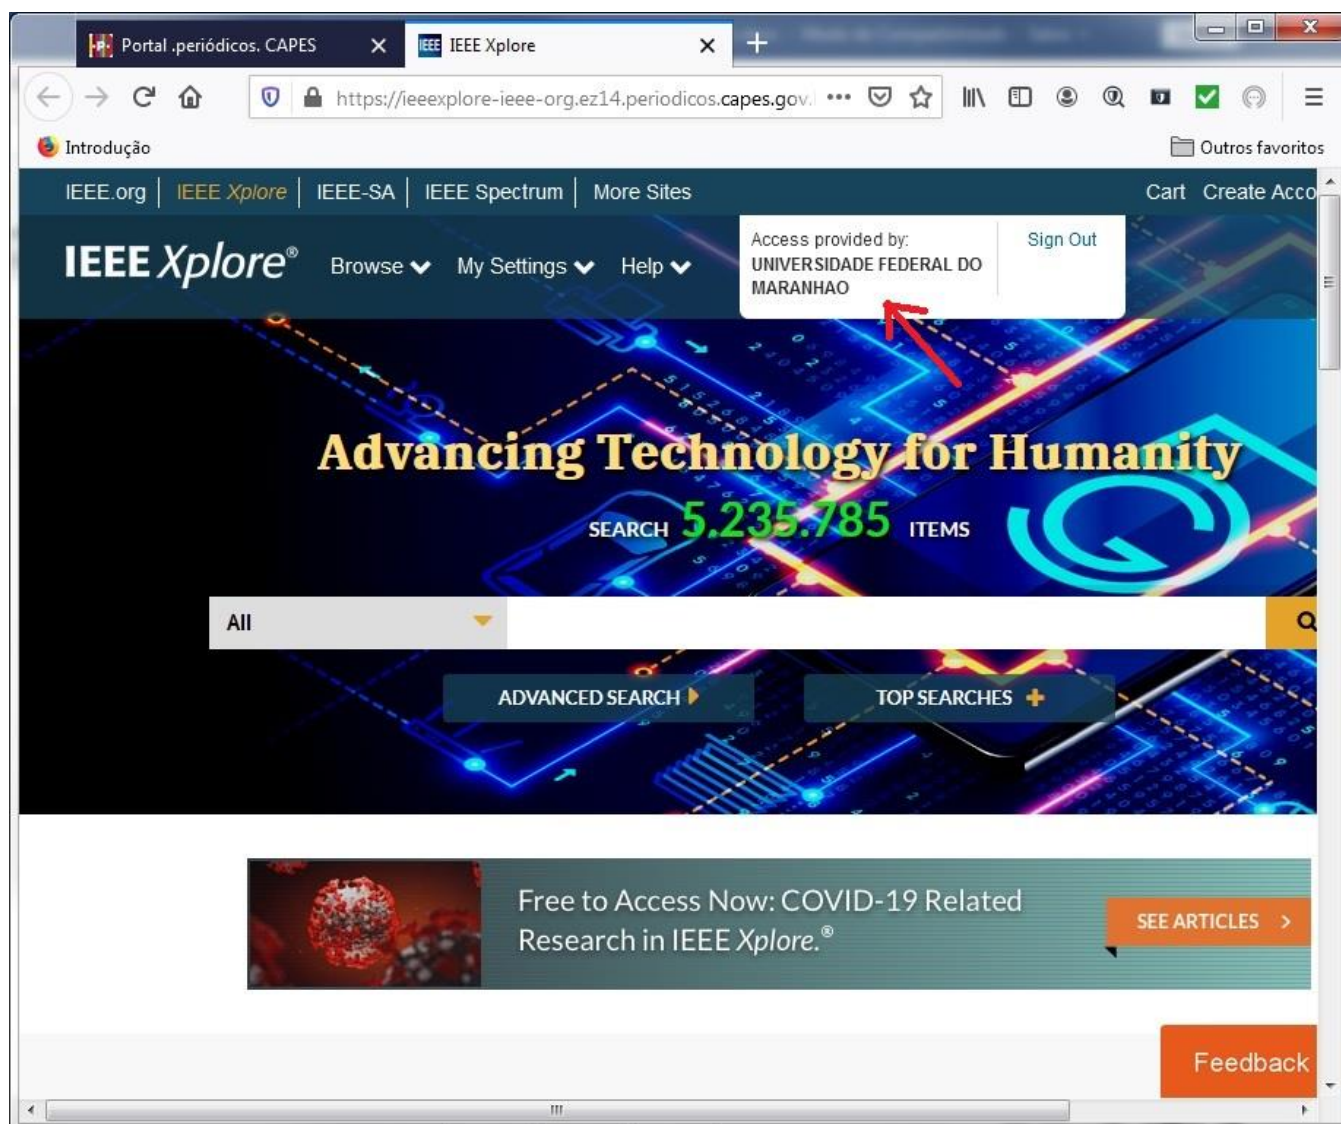 Portal .periódicos. CAPES
IEEE IEEE Xplore
https://ieeexplore-ieee-org.ez14.periodicos.capes.gov.
Introdução
Outros favoritos
IEEE.org IEEE Xplore IEEE-SA IEEE Spectrum More Sites
Cart Create Acco
IEEE Xplore® Browse My Settings Help
Access provided by:
UNIVERSIDADE FEDERAL DO
MARANHAO
Sign Out
Advancing Technology for Humanity
SEARCH 5.235.785 ITEMS
All
ADVANCED SEARCH
TOP SEARCHES
Free to Access Now: COVID-19 Related
Research in IEEE Xplore.®
SEE ARTICLES
Feedback